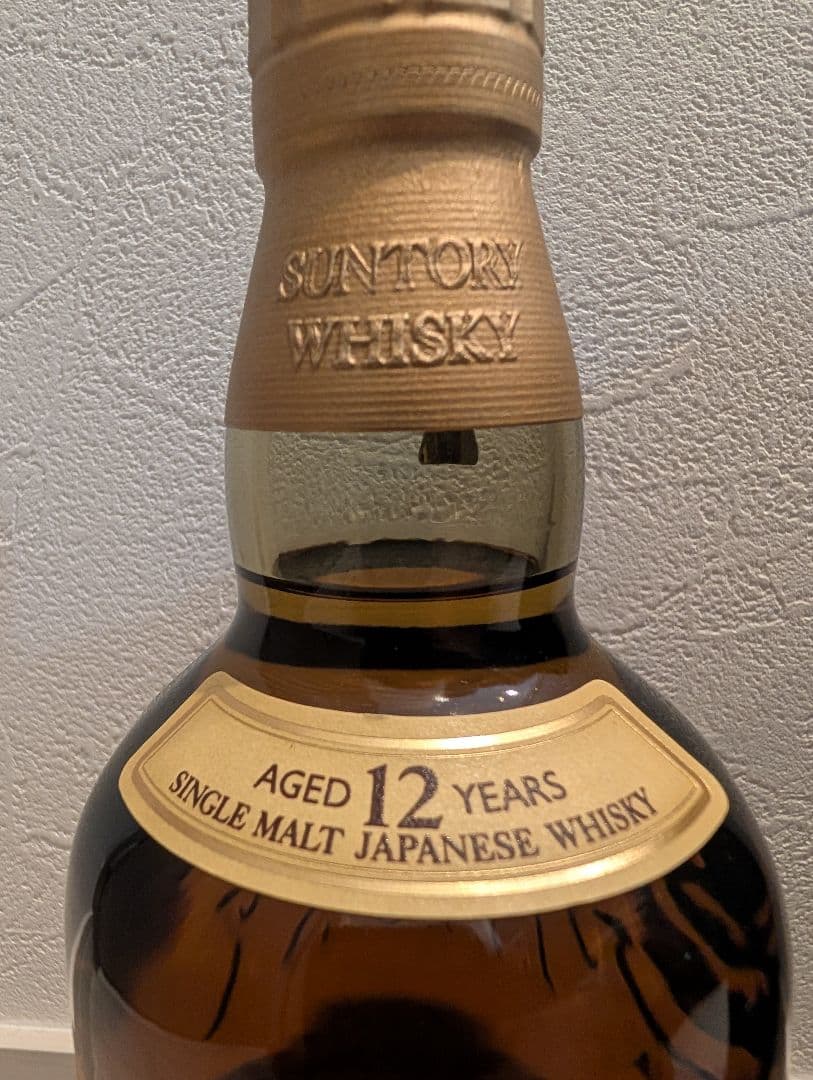 SUNTORY
WHISKY
AGED 12 YEARS
SINGLE MALT JAPANESE WHISKY